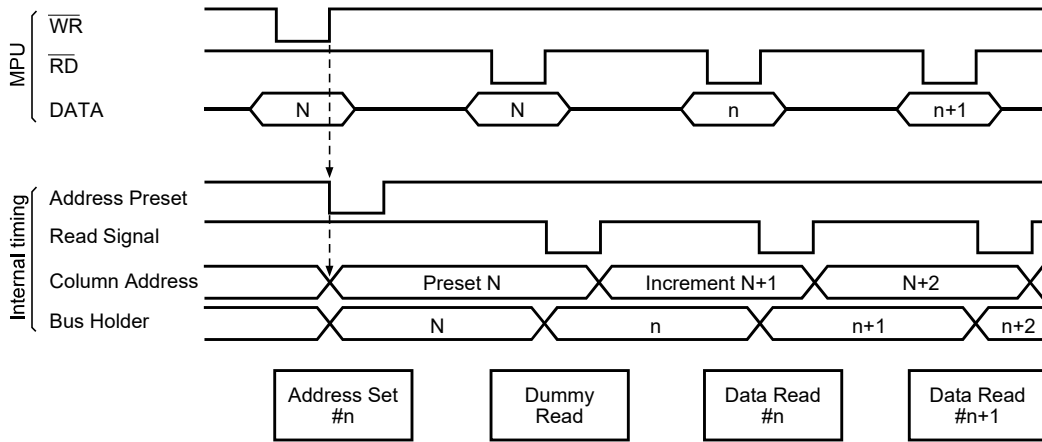 MPU
WR
RD
DATA
N
N
n
n+1
Internal timing
Address Preset
Read Signal
Column Address
Preset N
Increment N+1
N+2
Bus Holder
N
n
n+1
n+2
Address Set
#n
Dummy
Read
Data Read
#n
Data Read
#n+1